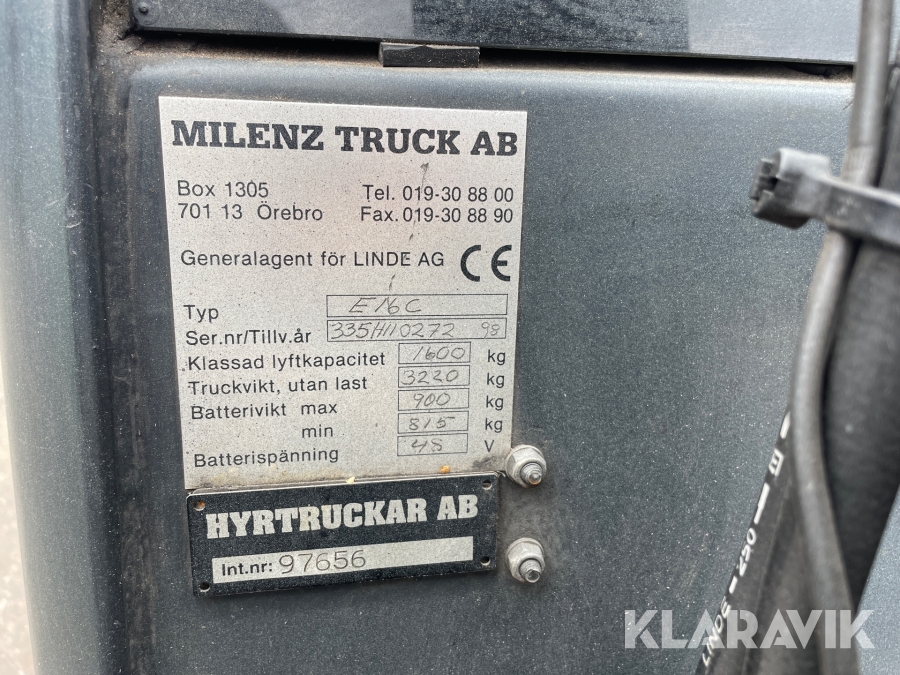 MILENZ TRUCK AB
Box 1305 Tel. 019-30 88 00
701 13 Örebro Fax. 019-30 88 90
Generalagent för LINDE AG CE
Typ E16C
Ser.nr/Tillv.år 335H110272 98
Klassad lyftkapacitet 1600 kg
Truckvikt, utan last 3220 kg
Batterivikt max 900 kg
min 815 kg
Batterispänning 48 V
HYRTRUCKAR AB
Int.nr: 97656
KLARAVIK